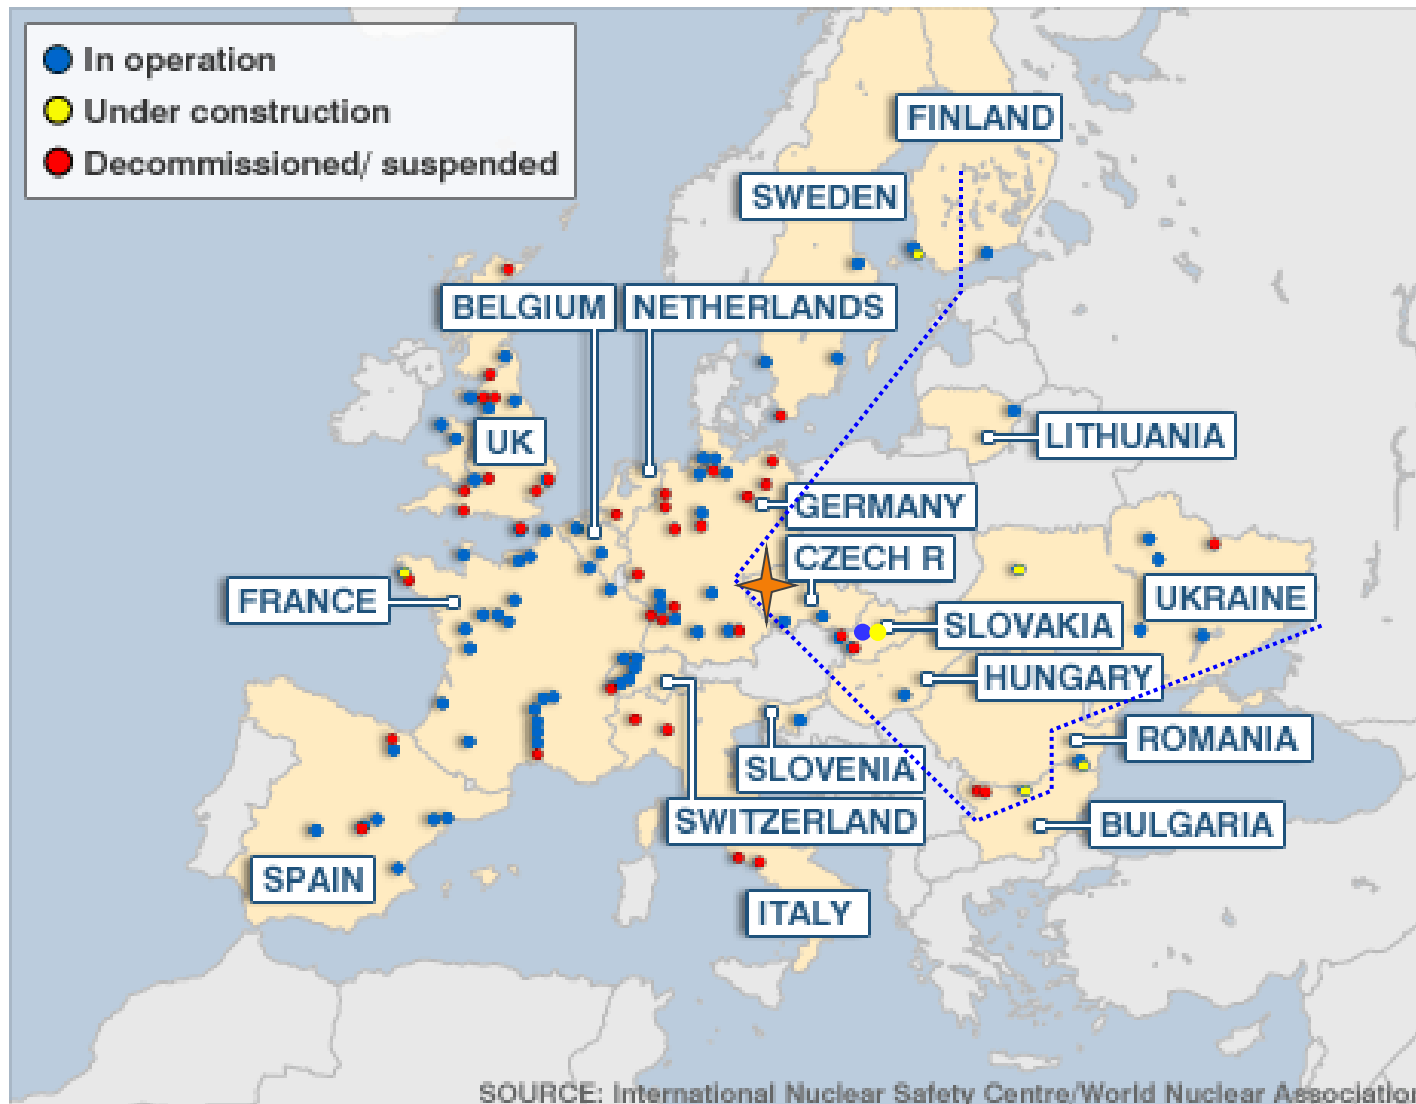 In operation
Under construction
Decommissioned/ suspended
FINLAND
SWEDEN
BELGIUM
NETHERLANDS
UK
LITHUANIA
GERMANY
CZECH R
FRANCE
UKRAINE
SLOVAKIA
HUNGARY
ROMANIA
SLOVENIA
SWITZERLAND
BULGARIA
SPAIN
ITALY
SOURCE: International Nuclear Safety Centre/World Nuclear Association